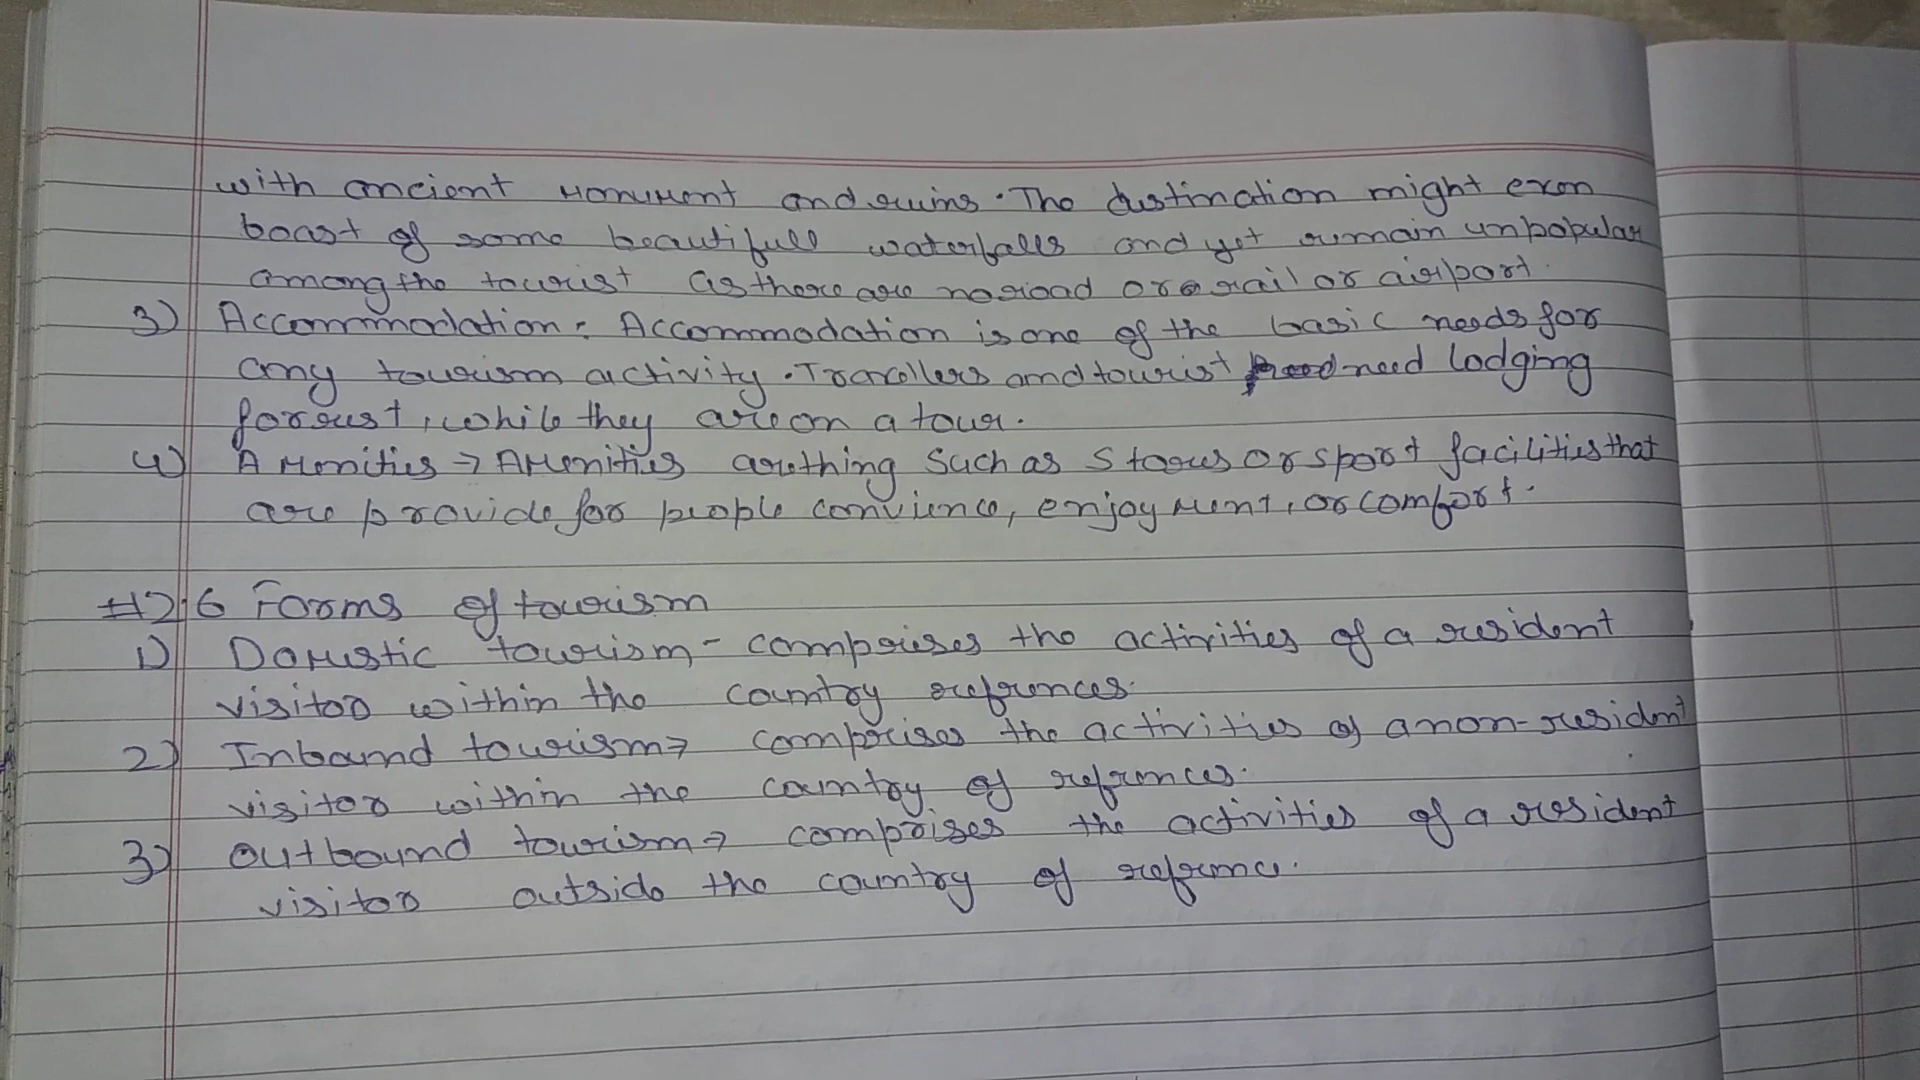 with ancient Monument and ruins. The destination might even
boast of some beautifull waterfalls and yet remain unpopular
among the tourist as there are no road or rail or airport.
3) Accommodation: Accommodation is one of the basic needs for
any tourism activity. Travellers and tourist need lodging
for rest, while they are on a tour.
4) Amenities → Amenities are thing such as stores or sport facilities that
are provide for people convience, enjoyment, or comfort.
#2.6 Forms of tourism
1) Domestic tourism - comprises the activities of a resident
visitor within the country references.
2) Inbound tourism → comprises the activities of a non-resident
visitor within the country of refrences.
3) Outbound tourism → comprises the activities of a resident
visitor outside the country of refrence.